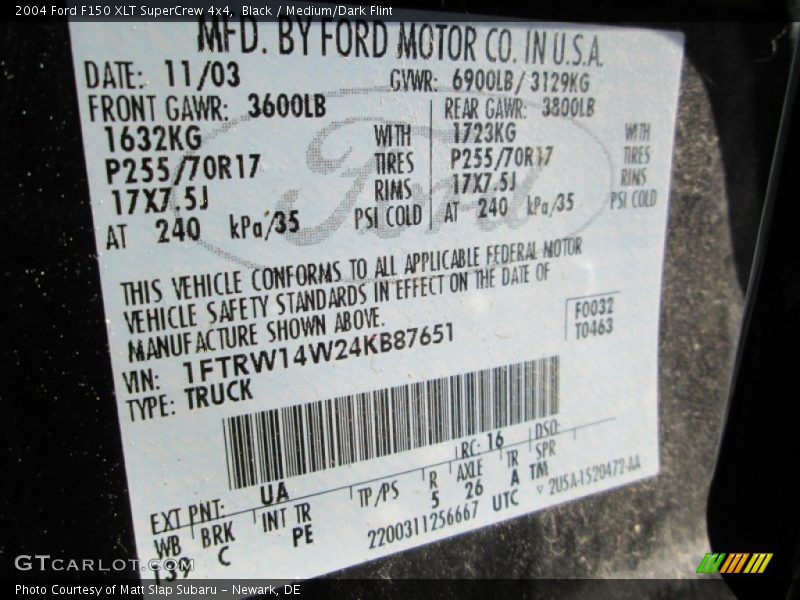 2004 Ford F150 XLT SuperCrew 4x4,  Black / Medium/Dark Flint
MFD. BY FORD MOTOR CO. IN U.S.A.
DATE: 11/03 GVWR: 6900LB / 3129KG
FRONT GAWR: 3600LB REAR GAWR: 3800LB
1632KG WITH 1723KG WITH
P255/70R17 TIRES P255/70R17 TIRES
17X7.5J RIMS 17X7.5J RIMS
AT 240 kPa/35 PSI COLD AT 240 kPa/35 PSI COLD
Ford
THIS VEHICLE CONFORMS TO ALL APPLICABLE FEDERAL MOTOR
VEHICLE SAFETY STANDARDS IN EFFECT ON THE DATE OF
MANUFACTURE SHOWN ABOVE.
F0032
T0463
VIN: 1FTRW14W24KB87651
TYPE: TRUCK
EXT PNT: UA RC: 16 DSO:
WB BRK INT TR TP/PS R AXLE TR SPR
139 C PE 5 26 A TM
2200311256667 UTC ▽ 2U5A-1520472-AA
GTCARLOT.COM
Photo Courtesy of Matt Slap Subaru – Newark, DE